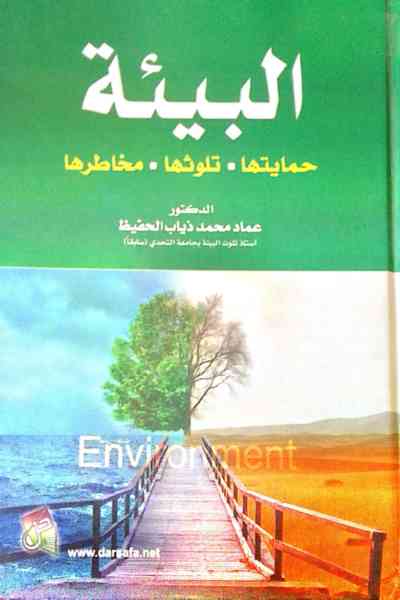 البيئة
حمايتها • تلوثها • مخاطرها
الدكتور
عماد محمد ذياب الحفيظ
أستاذ تلوث البيئة بجامعة التحدي (سابقاً)
Environment
www.darsafa.net